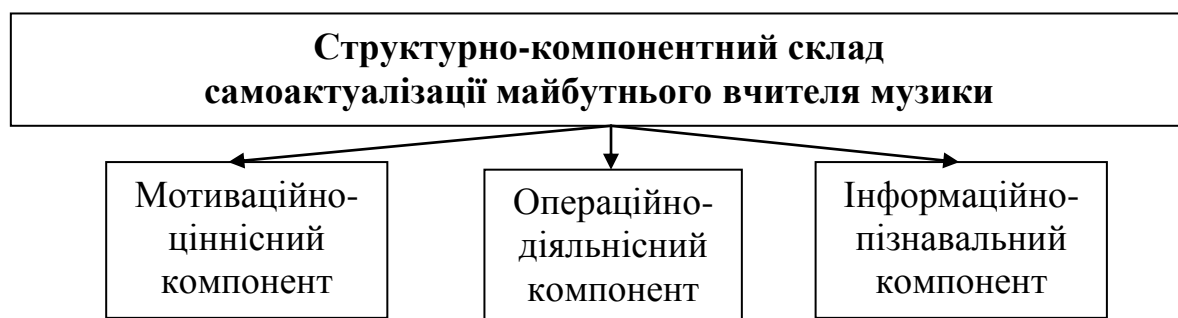 Структурно-компонентний склад
самоактуалізації майбутнього вчителя музики
Мотиваційно-
ціннісний
компонент
Операційно-
діяльнісний
компонент
Інформаційно-
пізнавальний
компонент